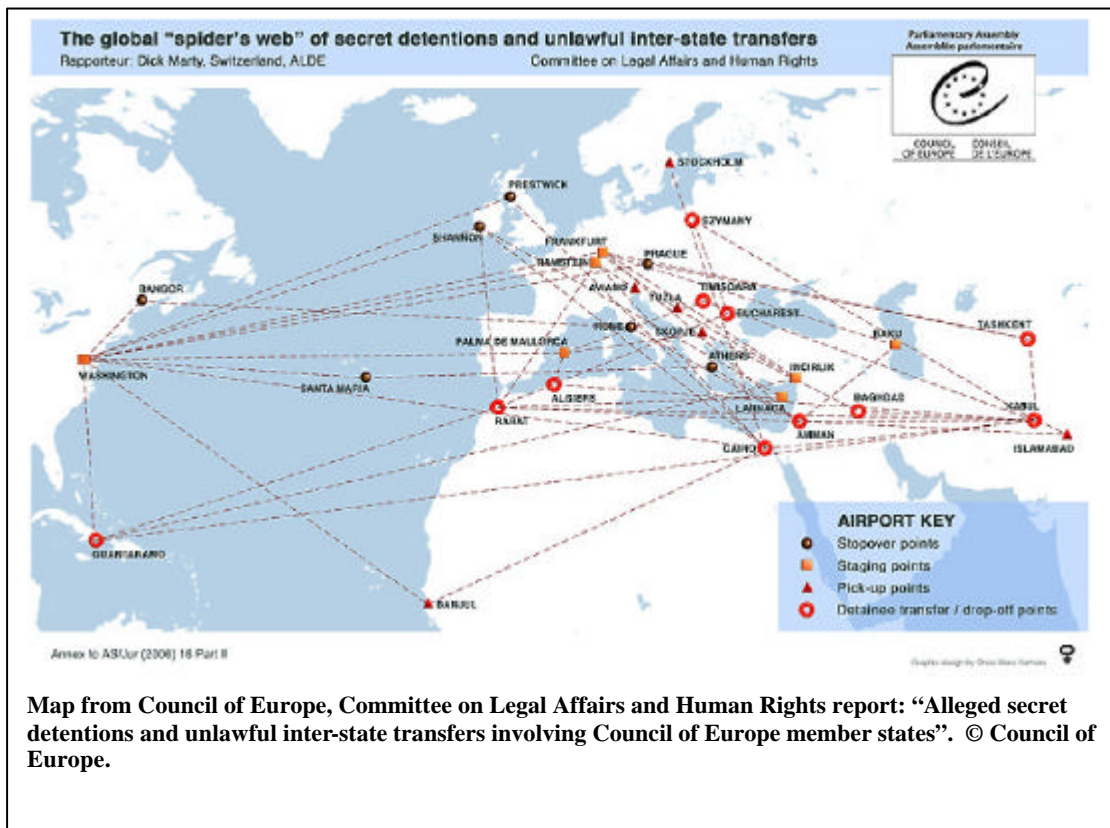 The global “spider’s web” of secret detentions and unlawful inter-state transfers
Rapporteur: Dick Marty, Switzerland, ALDE
Committee on Legal Affairs and Human Rights
Parliamentary Assembly
Assemblée parlementaire
COUNCIL OF EUROPE
CONSEIL DE L'EUROPE
STOCKHOLM
PRESTWICK
SZYMANY
SHANNON
FRANKFURT
RAMSTEIN
PRAGUE
BANGOR
AVIANO
TIMISOARA
TUZLA
BUCHAREST
ROME
SKOPJE
BAKU
TASHKENT
PALMA DE MALLORCA
WASHINGTON
ATHENS
SANTA MARIA
INCIRLIK
ALGIERS
LARNACA
BAGHDAD
KABUL
RABAT
AMMAN
CAIRO
ISLAMABAD
GUANTANAMO
BANJUL
AIRPORT KEY
Stopover points
Staging points
Pick-up points
Detainee transfer / drop-off points
Annex to AS/Jur (2006) 16 Part II
Graphic design by
Map from Council of Europe, Committee on Legal Affairs and Human Rights report: “Alleged secret
detentions and unlawful inter-state transfers involving Council of Europe member states”. © Council of
Europe.